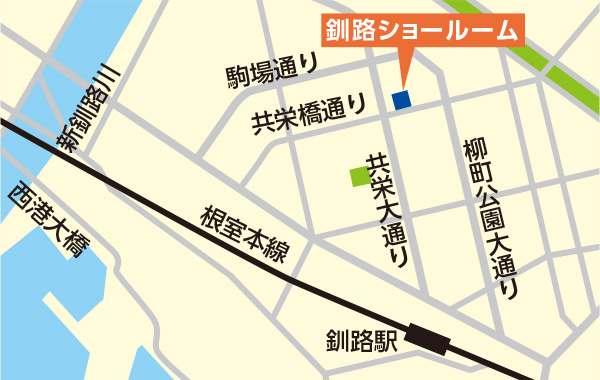 釧路ショールーム
駒場通り
共栄橋通り
新釧路川
西港大橋
根室本線
共栄大通り
柳町公園大通り
釧路駅